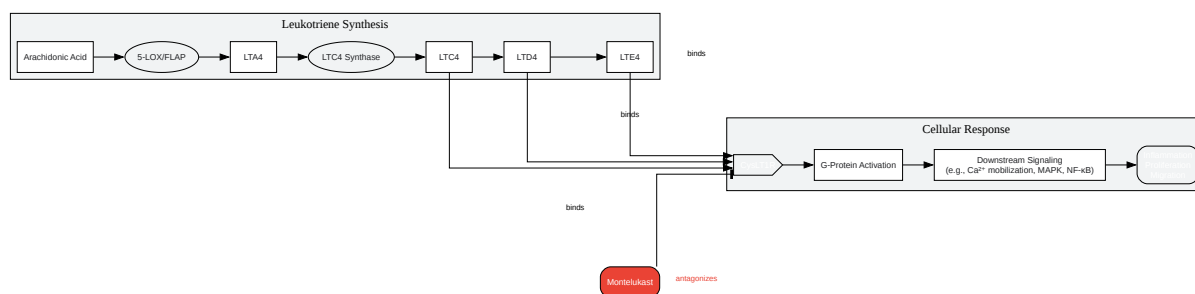 Leukotriene Synthesis
Arachidonic Acid
5-LOX/FLAP
LTA4
LTC4 Synthase
LTC4
LTD4
LTE4
binds
binds
Cellular Response
G-Protein Activation
Downstream Signaling
(e.g., Ca²⁺ mobilization, MAPK, NF-κB)
binds
Montelukast
antagonizes